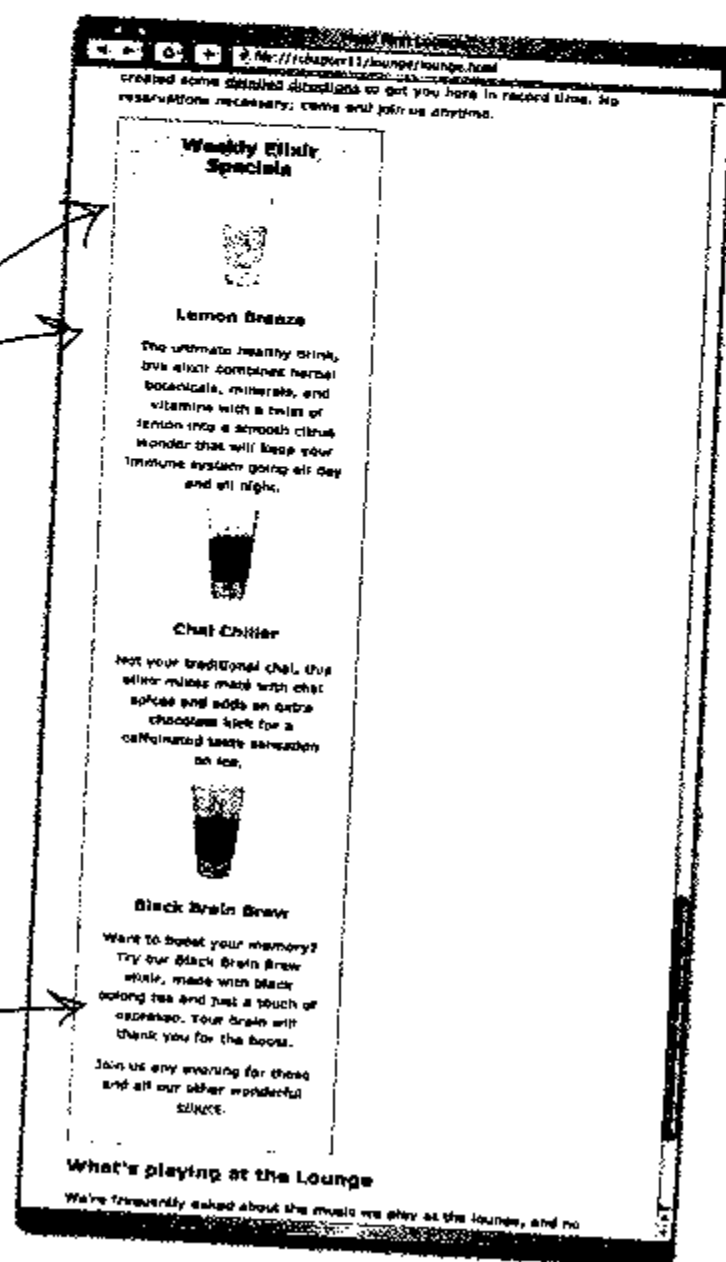 file:///chapter11/lounge/lounge.html
created some detailed directions to get you here in record time. No
reservations necessary; come and join us anytime.
Weekly Elixir
Specials
Lemon Breeze
The ultimate healthy drink,
this elixir combines herbal
botanicals, minerals, and
vitamins with a twist of
lemon into a smooth citrus
wonder that will keep your
immune system going all day
and all night.
Chai Chiller
Not your traditional chai, this
elixir mixes maté with chai
spices and adds an extra
chocolate kick for a
caffeinated taste sensation
on ice.
Black Brain Brew
Want to boost your memory?
Try our Black Brain Brew
elixir, made with black
oolong tea and just a touch of
espresso. Your brain will
thank you for the boost.
Join us any evening for these
and all our other wonderful
elixirs.
What's playing at the Lounge
We're frequently asked about the music we play at the lounge, and no